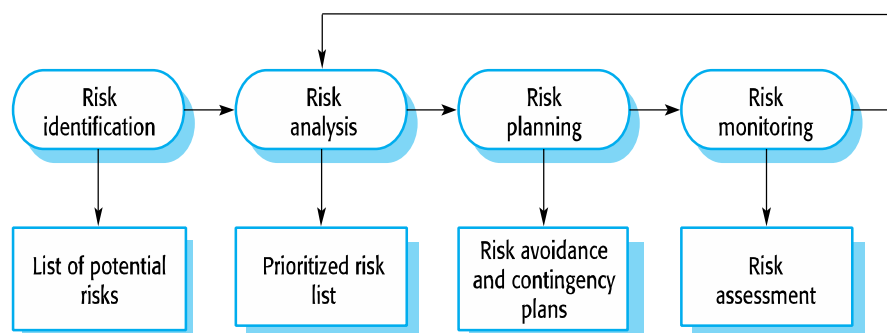 Risk
identification
Risk
analysis
Risk
planning
Risk
monitoring
List of potential
risks
Prioritized risk
list
Risk avoidance
and contingency
plans
Risk
assessment